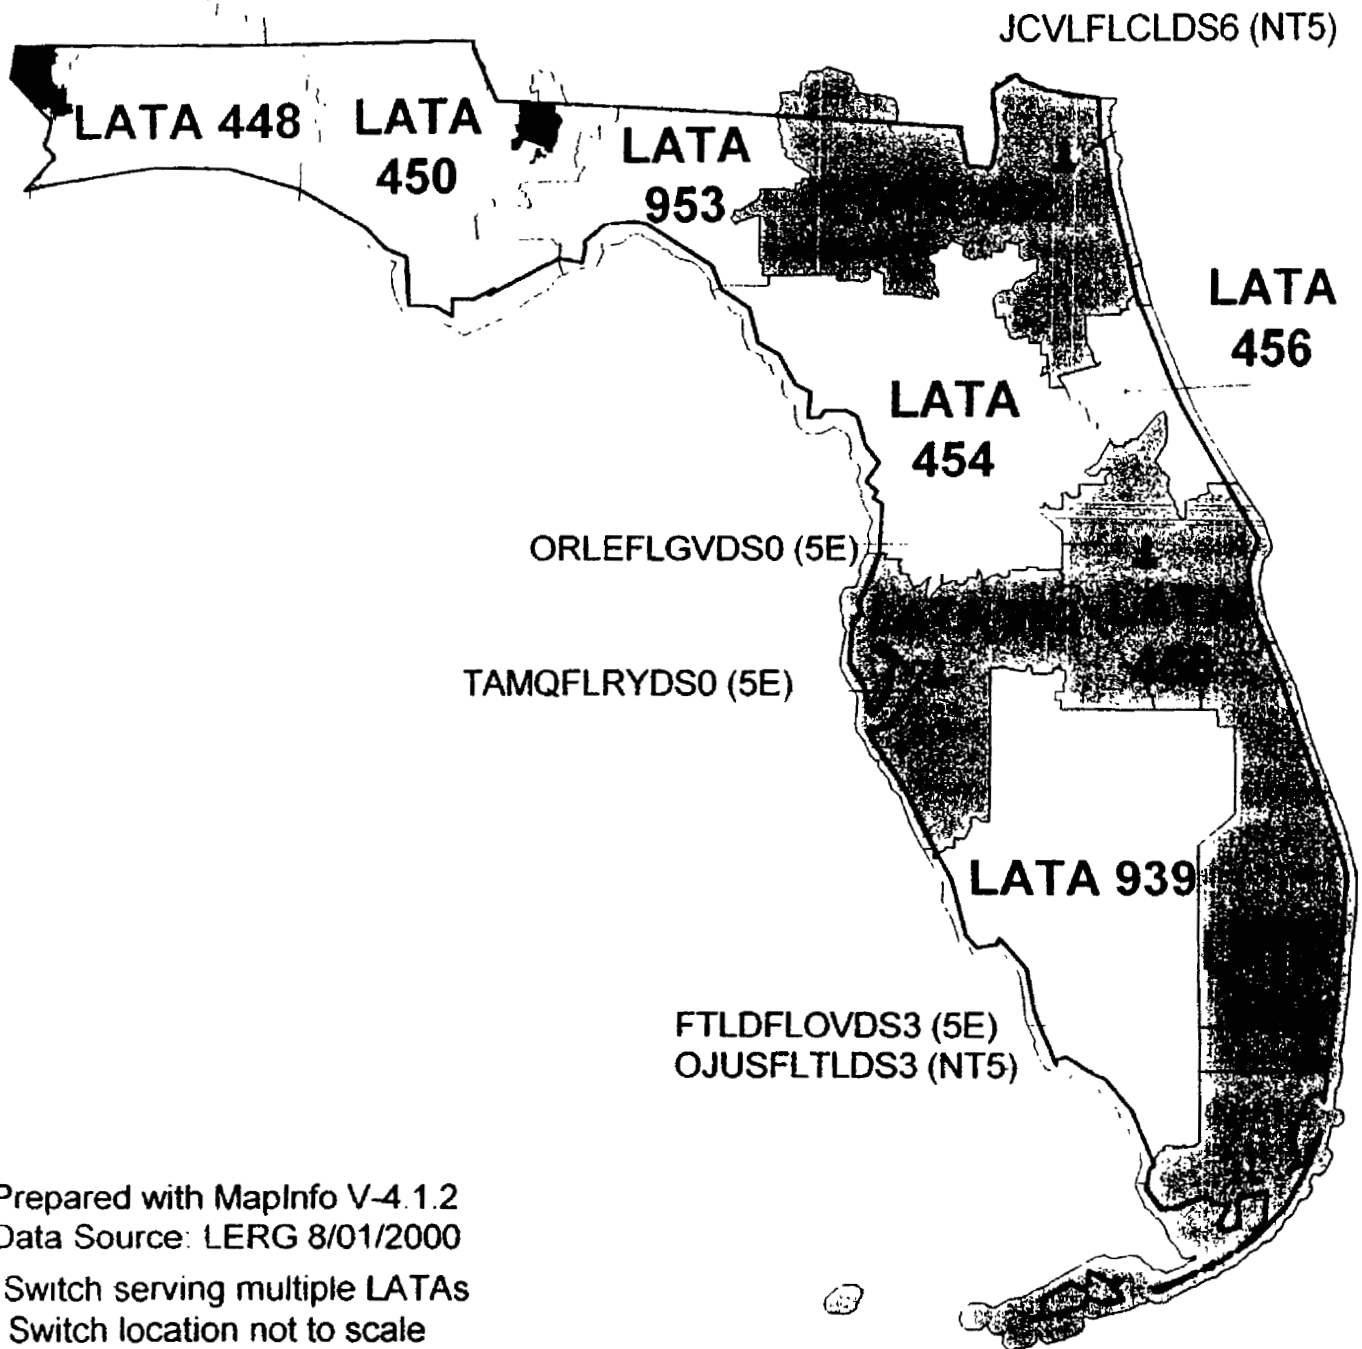 JCVLFLCLDS6 (NT5)
LATA 448
LATA
450
LATA
953
LATA
456
LATA
454
ORLEFLGVDS0 (5E)
TAMQFLRYDS0 (5E)
LATA 939
FTLDFLOVDS3 (5E)
OJUSFLTLDS3 (NT5)
Prepared with MapInfo V-4.1.2
Data Source: LERG 8/01/2000
Switch serving multiple LATAs
Switch location not to scale